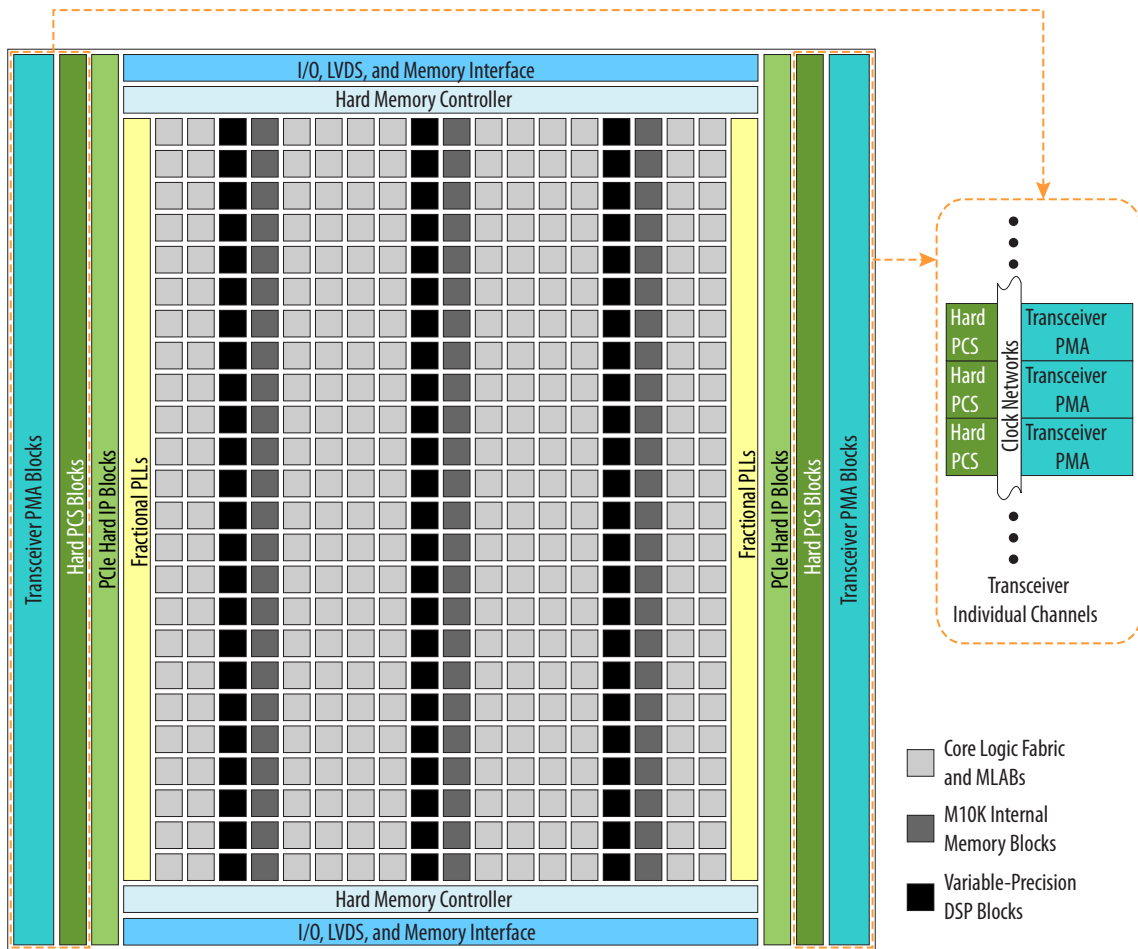 I/O, LVDS, and Memory Interface
Hard Memory Controller
Transceiver PMA Blocks
Hard PCS Blocks
PCIe Hard IP Blocks
Fractional PLLs
Fractional PLLs
PCIe Hard IP Blocks
Hard PCS Blocks
Transceiver PMA Blocks
Hard Memory Controller
I/O, LVDS, and Memory Interface
Hard
PCS
Hard
PCS
Hard
PCS
Clock Networks
Transceiver
PMA
Transceiver
PMA
Transceiver
PMA
Transceiver
Individual Channels
Core Logic Fabric
and MLABs
M10K Internal
Memory Blocks
Variable-Precision
DSP Blocks